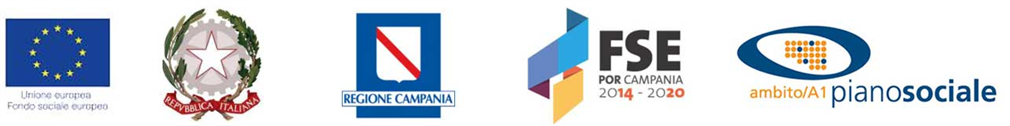 Unione europea
Fondo sociale europeo
REPVBBLICA ITALIANA
REGIONE CAMPANIA
FSE
POR CAMPANIA
2014 - 2020
ambito/A1 pianosociale